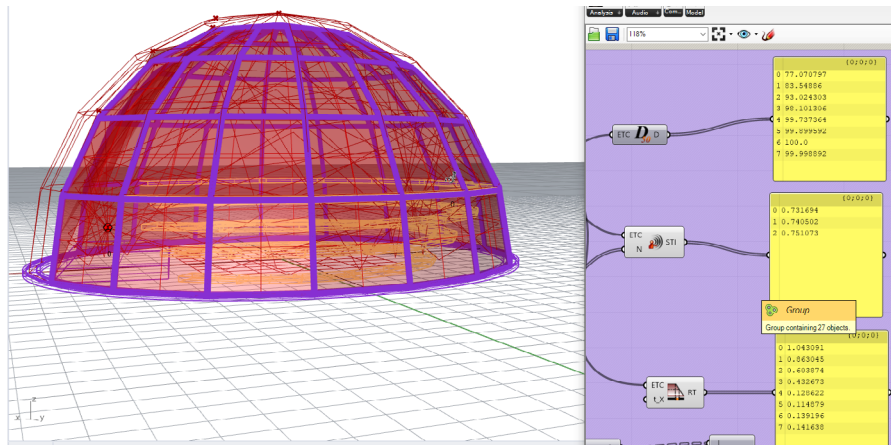 Analysis
Audio
Com...
Model
118%
{0;0;0}
0 77.070797
1 83.54886
2 93.024303
3 98.101306
4 99.737364
5 99.899592
6 100.0
7 99.998892
ETC D D
{0;0;0}
0 0.731694
1 0.740502
2 0.751073
ETC
N
STI
Group
Group containing 27 objects.
{0;0;0}
0 1.043091
1 0.863045
2 0.603874
3 0.432673
4 0.128622
5 0.114879
6 0.139196
7 0.141638
ETC
t_X
RT
z
x
y